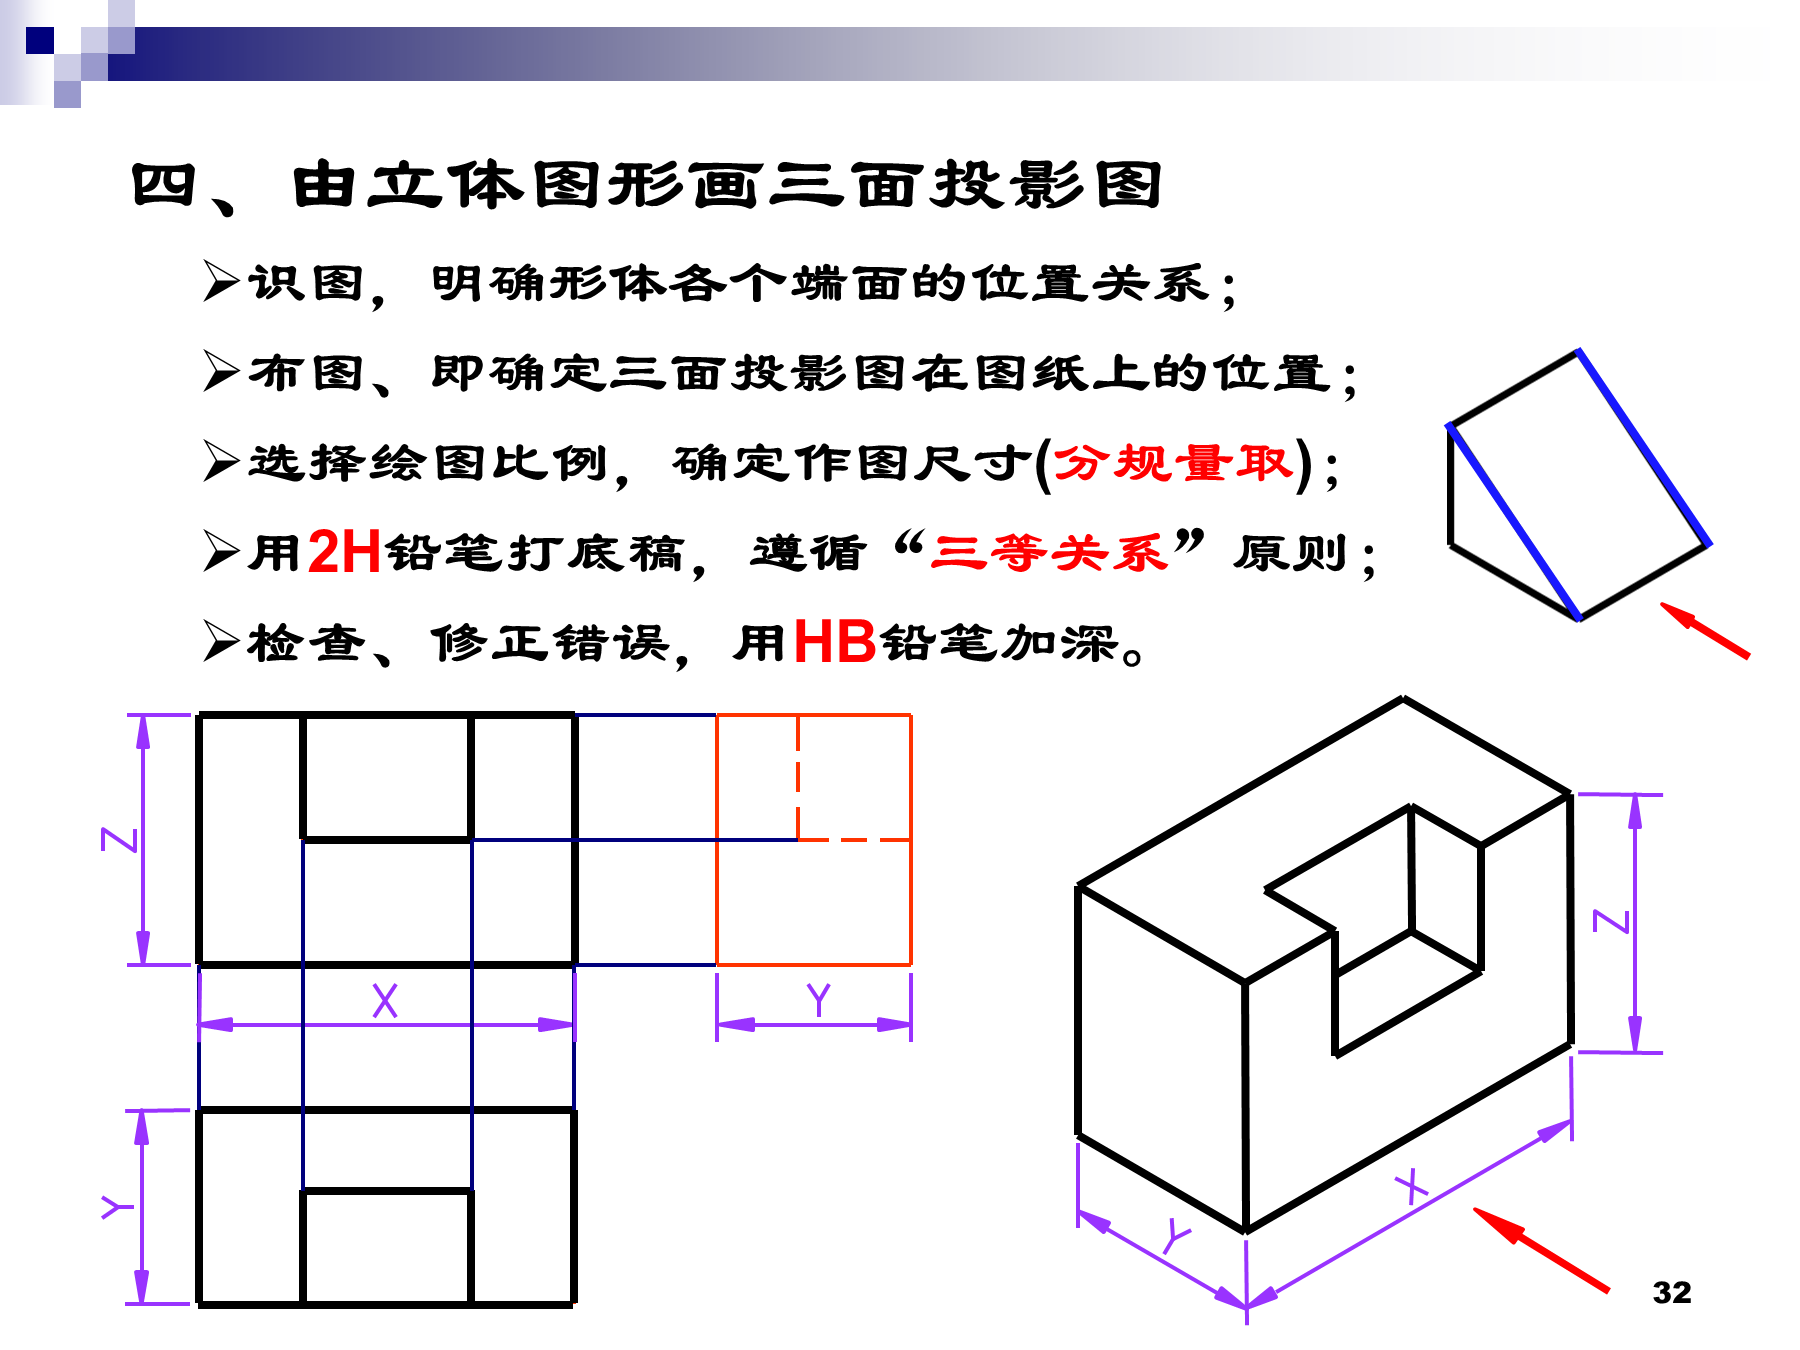 四、由立体图形画三面投影图
➢识图，明确形体各个端面的位置关系；
➢布图、即确定三面投影图在图纸上的位置；
➢选择绘图比例，确定作图尺寸(分规量取)；
➢用2H铅笔打底稿，遵循“三等关系”原则；
➢检查、修正错误，用HB铅笔加深。
Z
X
Y
Y
Z
X
Y
32